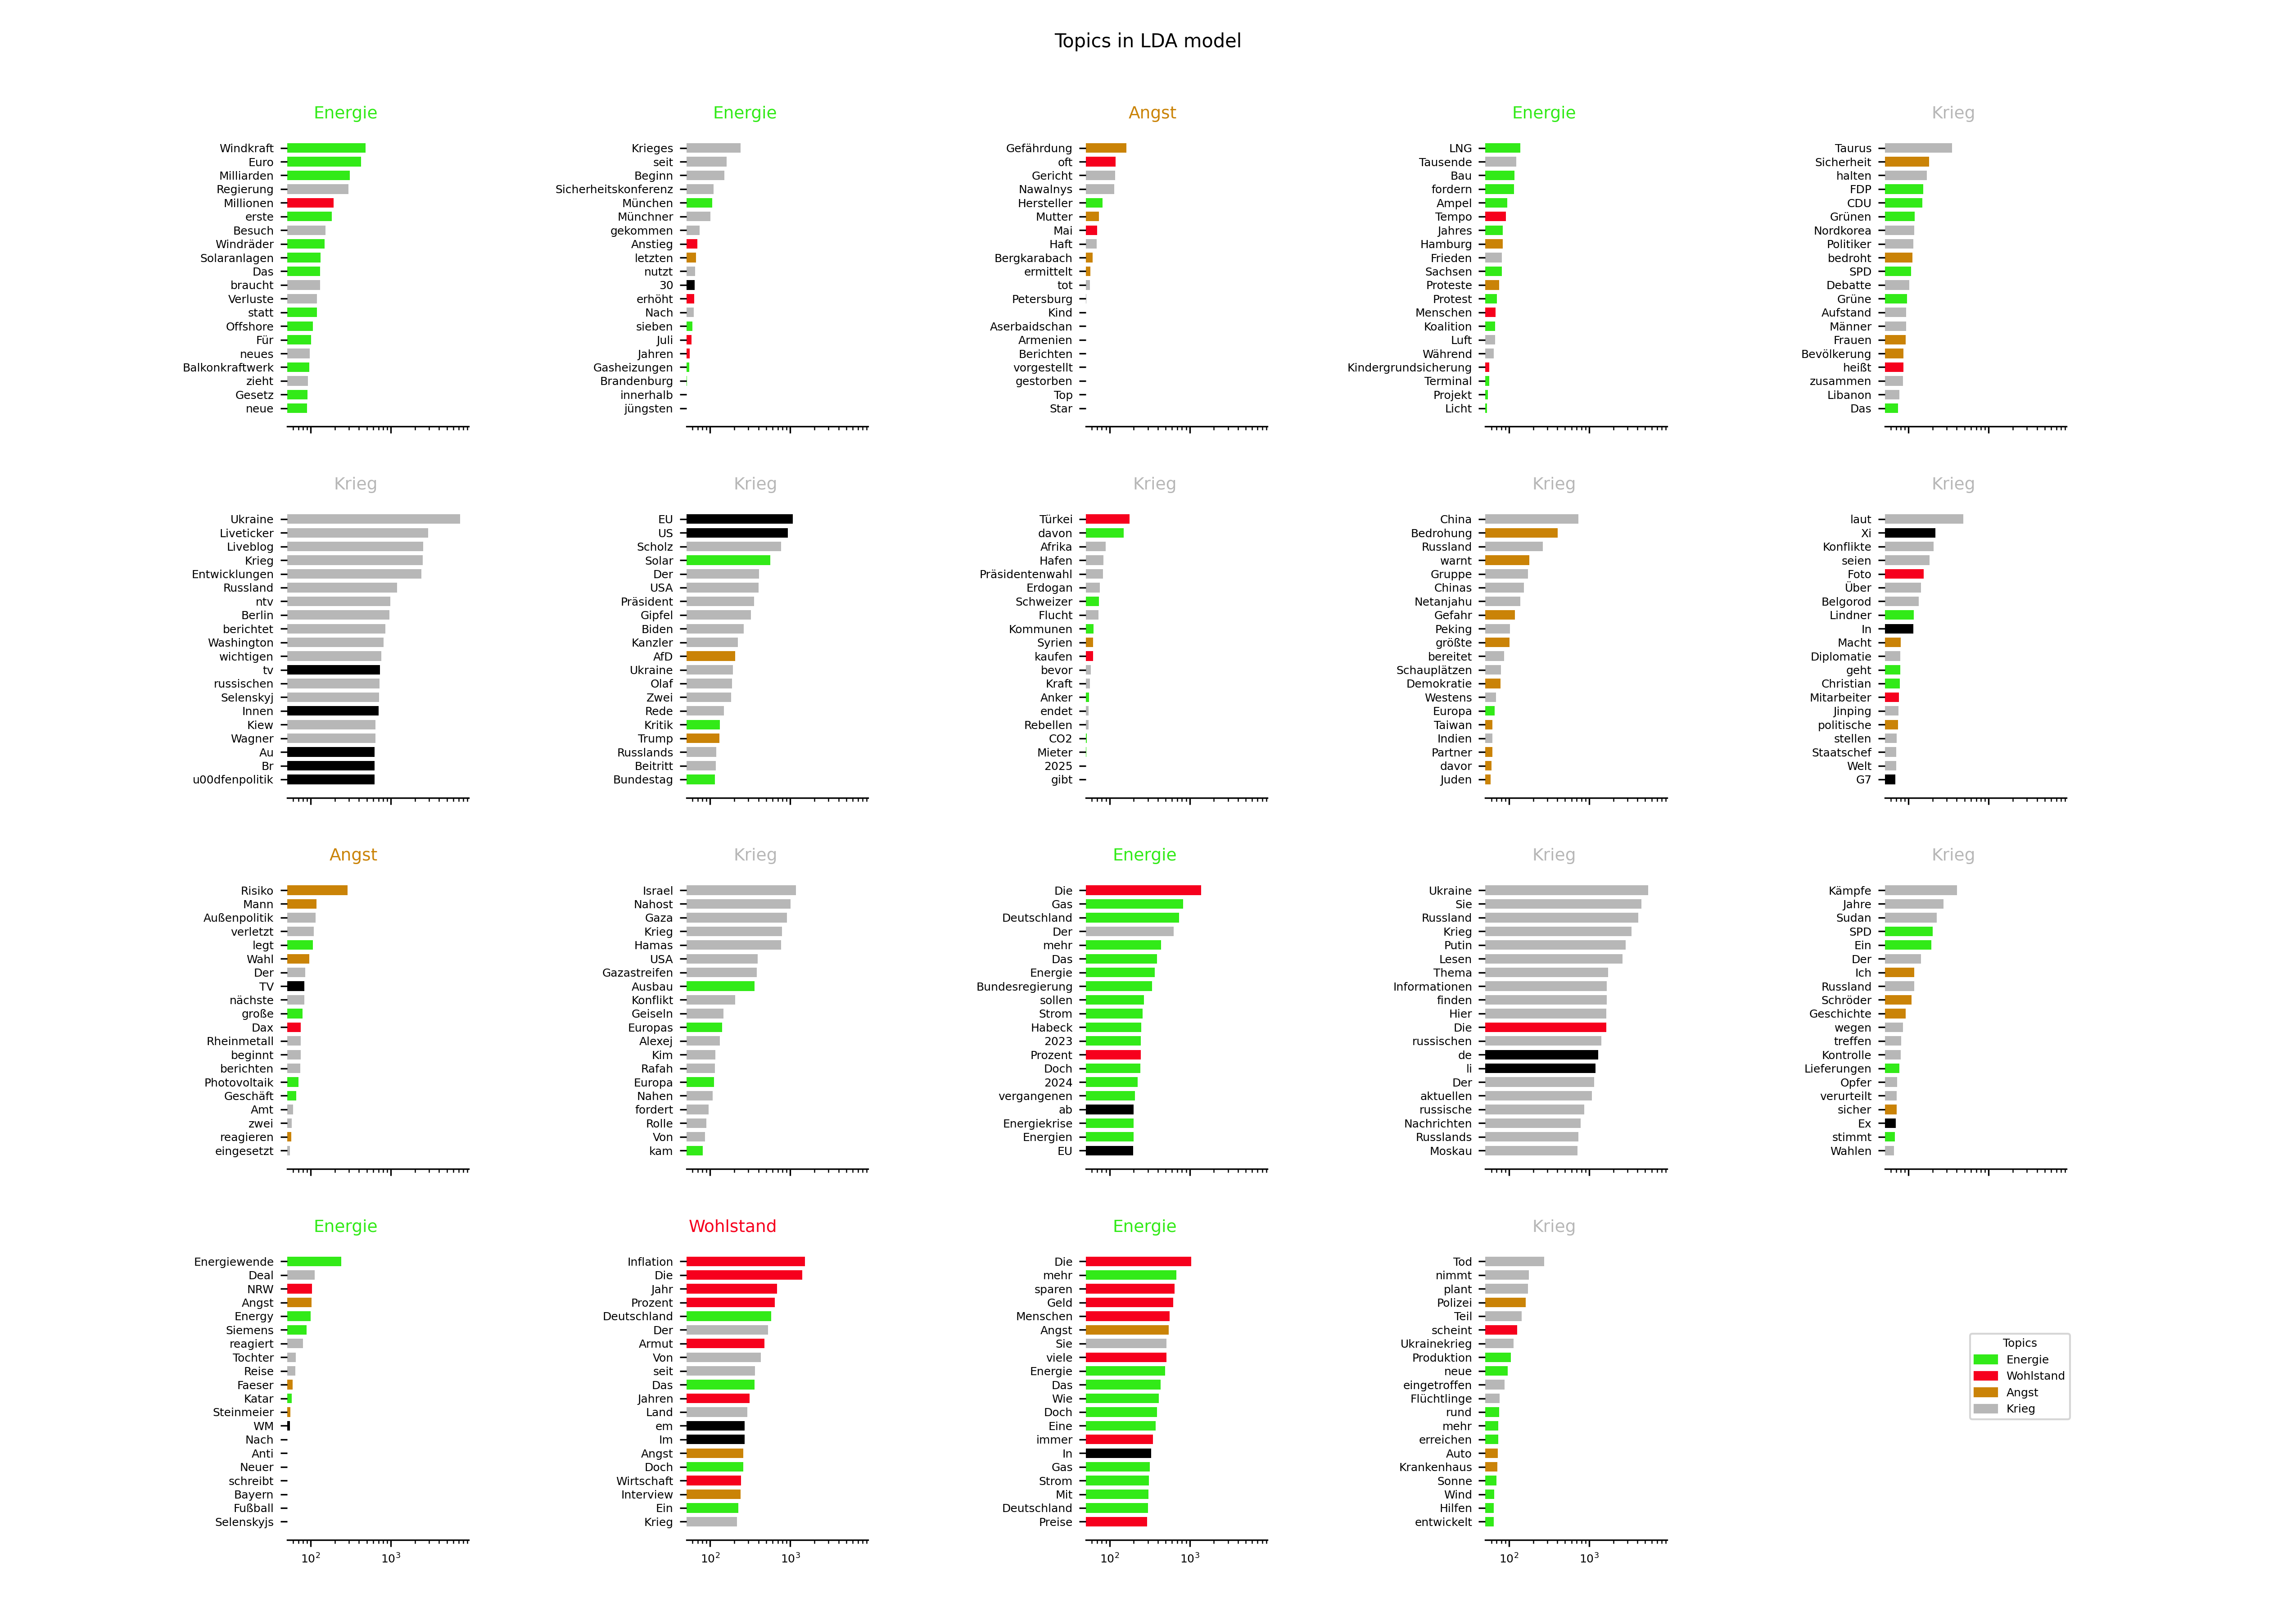 Topics in LDA model
Energie
Windkraft
Euro
Milliarden
Regierung
Millionen
erste
Besuch
Windräder
Solaranlagen
Das
braucht
Verluste
statt
Offshore
Für
neues
Balkonkraftwerk
zieht
Gesetz
neue
Energie
Krieges
seit
Beginn
Sicherheitskonferenz
München
Münchner
gekommen
Anstieg
letzten
nutzt
30
erhöht
Nach
sieben
Juli
Jahren
Gasheizungen
Brandenburg
innerhalb
jüngsten
Angst
Gefährdung
oft
Gericht
Nawalnys
Hersteller
Mutter
Mai
Haft
Bergkarabach
ermittelt
tot
Petersburg
Kind
Aserbaidschan
Armenien
Berichten
vorgestellt
gestorben
Top
Star
Energie
LNG
Tausende
Bau
fordern
Ampel
Tempo
Jahres
Hamburg
Frieden
Sachsen
Proteste
Protest
Menschen
Koalition
Luft
Während
Kindergrundsicherung
Terminal
Projekt
Licht
Krieg
Taurus
Sicherheit
halten
FDP
CDU
Grünen
Nordkorea
Politiker
bedroht
SPD
Debatte
Grüne
Aufstand
Männer
Frauen
Bevölkerung
heißt
zusammen
Libanon
Das
Krieg
Ukraine
Liveticker
Liveblog
Krieg
Entwicklungen
Russland
ntv
Berlin
berichtet
Washington
wichtigen
tv
russischen
Selenskyj
Innen
Kiew
Wagner
Au
Br
u00dfenpolitik
Krieg
EU
US
Scholz
Solar
Der
USA
Präsident
Gipfel
Biden
Kanzler
AfD
Ukraine
Olaf
Zwei
Rede
Kritik
Trump
Russlands
Beitritt
Bundestag
Krieg
Türkei
davon
Afrika
Hafen
Präsidentenwahl
Erdogan
Schweizer
Flucht
Kommunen
Syrien
kaufen
bevor
Kraft
Anker
endet
Rebellen
CO2
Mieter
2025
gibt
Krieg
China
Bedrohung
Russland
warnt
Gruppe
Chinas
Netanjahu
Gefahr
Peking
größte
bereitet
Schauplätzen
Demokratie
Westens
Europa
Taiwan
Indien
Partner
davor
Juden
Krieg
laut
Xi
Konflikte
seien
Foto
Über
Belgorod
Lindner
In
Macht
Diplomatie
geht
Christian
Mitarbeiter
Jinping
politische
stellen
Staatschef
Welt
G7
Angst
Risiko
Mann
Außenpolitik
verletzt
legt
Wahl
Der
TV
nächste
große
Dax
Rheinmetall
beginnt
berichten
Photovoltaik
Geschäft
Amt
zwei
reagieren
eingesetzt
Krieg
Israel
Nahost
Gaza
Krieg
Hamas
USA
Gazastreifen
Ausbau
Konflikt
Geiseln
Europas
Alexej
Kim
Rafah
Europa
Nahen
fordert
Rolle
Von
kam
Energie
Die
Gas
Deutschland
Der
mehr
Das
Energie
Bundesregierung
sollen
Strom
Habeck
2023
Prozent
Doch
2024
vergangenen
ab
Energiekrise
Energien
EU
Krieg
Ukraine
Sie
Russland
Krieg
Putin
Lesen
Thema
Informationen
finden
Hier
Die
russischen
de
li
Der
aktuellen
russische
Nachrichten
Russlands
Moskau
Krieg
Kämpfe
Jahre
Sudan
SPD
Ein
Der
Ich
Russland
Schröder
Geschichte
wegen
treffen
Kontrolle
Lieferungen
Opfer
verurteilt
sicher
Ex
stimmt
Wahlen
Energie
Energiewende
Deal
NRW
Angst
Energy
Siemens
reagiert
Tochter
Reise
Faeser
Katar
Steinmeier
WM
Nach
Anti
Neuer
schreibt
Bayern
Fußball
Selenskyjs
10² 10³
Wohlstand
Inflation
Die
Jahr
Prozent
Deutschland
Der
Armut
Von
seit
Das
Jahren
Land
em
Im
Angst
Doch
Wirtschaft
Interview
Ein
Krieg
10² 10³
Energie
Die
mehr
sparen
Geld
Menschen
Angst
Sie
viele
Energie
Das
Wie
Doch
Eine
immer
In
Gas
Strom
Mit
Deutschland
Preise
10² 10³
Krieg
Tod
nimmt
plant
Polizei
Teil
scheint
Ukrainekrieg
Produktion
neue
eingetroffen
Flüchtlinge
rund
mehr
erreichen
Auto
Krankenhaus
Sonne
Wind
Hilfen
entwickelt
10² 10³
Topics
Energie
Wohlstand
Angst
Krieg